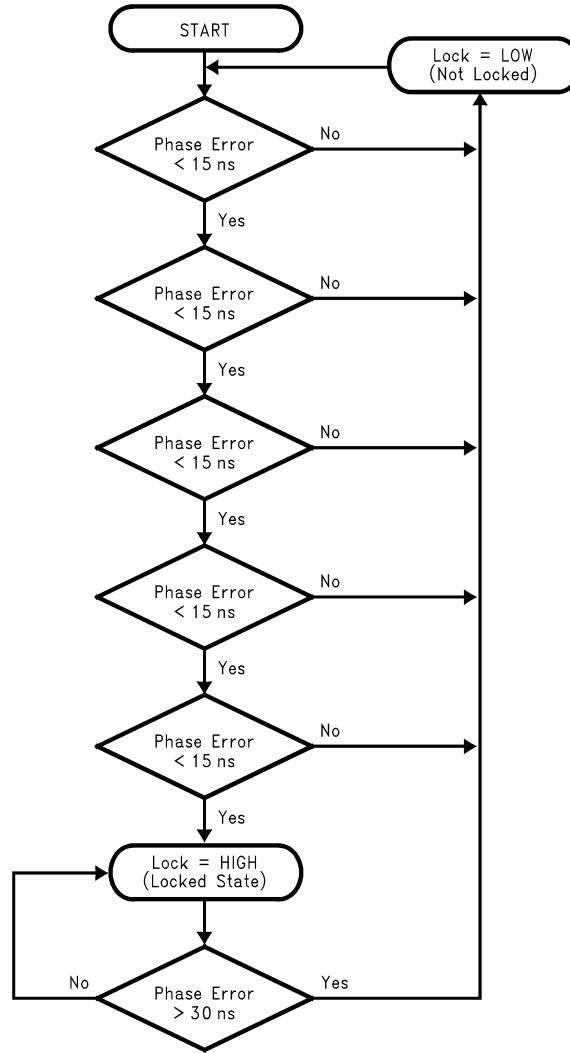 START
Lock = LOW
(Not Locked)
Phase Error
< 15 ns
No
Yes
Phase Error
< 15 ns
No
Yes
Phase Error
< 15 ns
No
Yes
Phase Error
< 15 ns
No
Yes
Phase Error
< 15 ns
No
Yes
Lock = HIGH
(Locked State)
No
Phase Error
> 30 ns
Yes